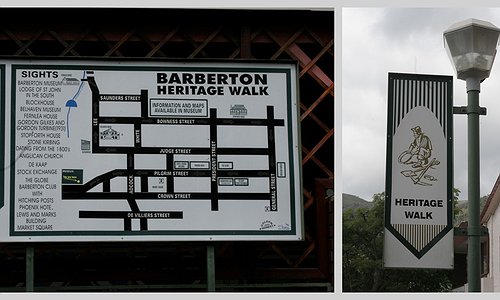 SIGHTS
BARBERTON MUSEUM
LODGE OF ST JOHN
IN THE SOUTH
BLOCKHOUSE
BELHAVEN MUSEUM
FERNLEA HOUSE
GORDON GILKES AND
GORDON TURBINE(1931)
STOPFORTH HOUSE
STONE KIRBING
DATING FROM THE 1800's
ANGLICAN CHURCH
DE KAAP
STOCK EXCHANGE
THE GLOBE
BARBERTON CLUB
WITH
HITCHING POSTS
PHOENIX HOTEL,
LEWIS AND MARKS
BUILDING
MARKET SQUARE
BARBERTON
HERITAGE WALK
INFORMATION AND MAPS
AVAILABLE IN MUSEUM
SAUNDERS STREET
BOWNESS STREET
LEE
WHITE
JUDGE STREET
PILGRIM STREET
CROWN STREET
DE VILLIERS STREET
PRESIDENT STREET
GENERAL STREET
HERITAGE
WALK